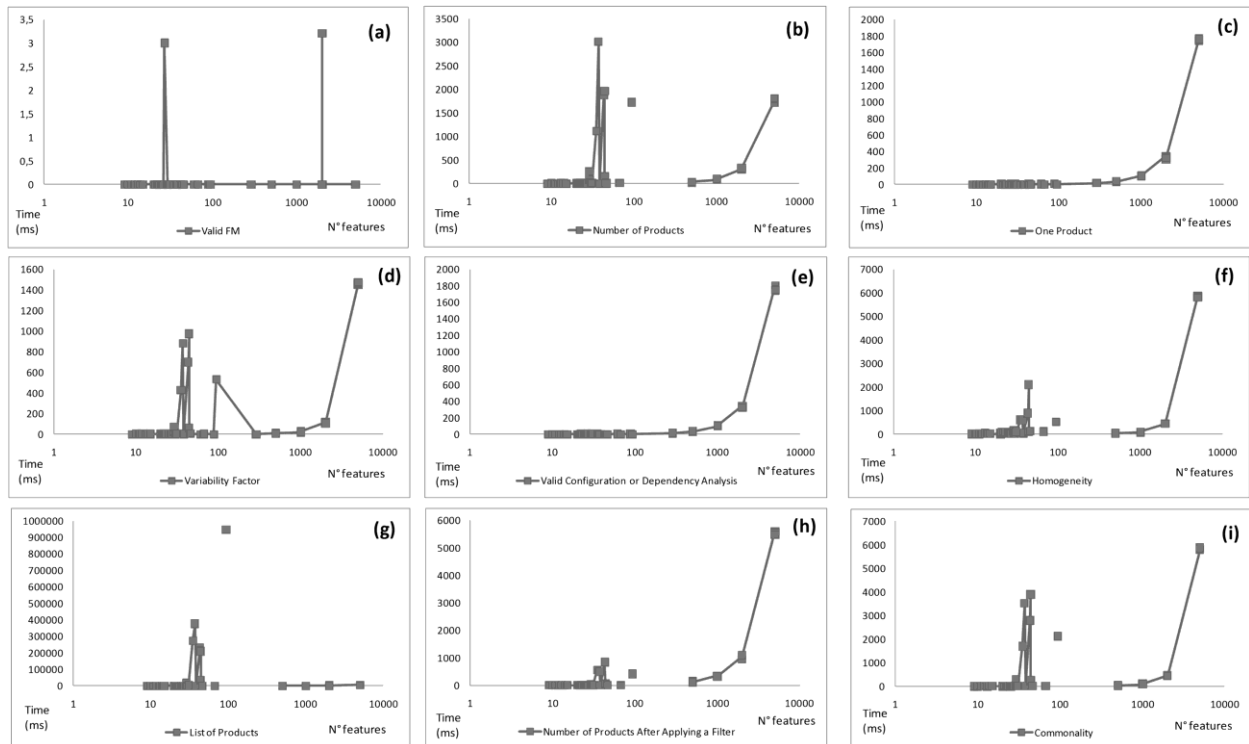 (a)
3,5
3
2,5
2
1,5
1
0,5
0
1 10 100 1000 10000
Time
(ms)
N° features
Valid FM
(b)
3500
3000
2500
2000
1500
1000
500
0
1 10 100 1000 10000
Time
(ms)
N° features
Number of Products
(c)
2000
1800
1600
1400
1200
1000
800
600
400
200
0
1 10 100 1000 10000
Time
(ms)
N° features
One Product
(d)
1600
1400
1200
1000
800
600
400
200
0
1 10 100 1000 10000
Time
(ms)
N° features
Variability Factor
(e)
2000
1800
1600
1400
1200
1000
800
600
400
200
0
1 10 100 1000 10000
Time
(ms)
N° features
Valid Configuration or Dependency Analysis
(f)
7000
6000
5000
4000
3000
2000
1000
0
1 10 100 1000 10000
Time
(ms)
N° features
Homogeneity
(g)
1000000
900000
800000
700000
600000
500000
400000
300000
200000
100000
0
1 10 100 1000 10000
Time
(ms)
N° features
List of Products
(h)
6000
5000
4000
3000
2000
1000
0
1 10 100 1000 10000
Time
(ms)
N° features
Number of Products After Applying a Filter
(i)
7000
6000
5000
4000
3000
2000
1000
0
1 10 100 1000 10000
Time
(ms)
N° features
Commonality